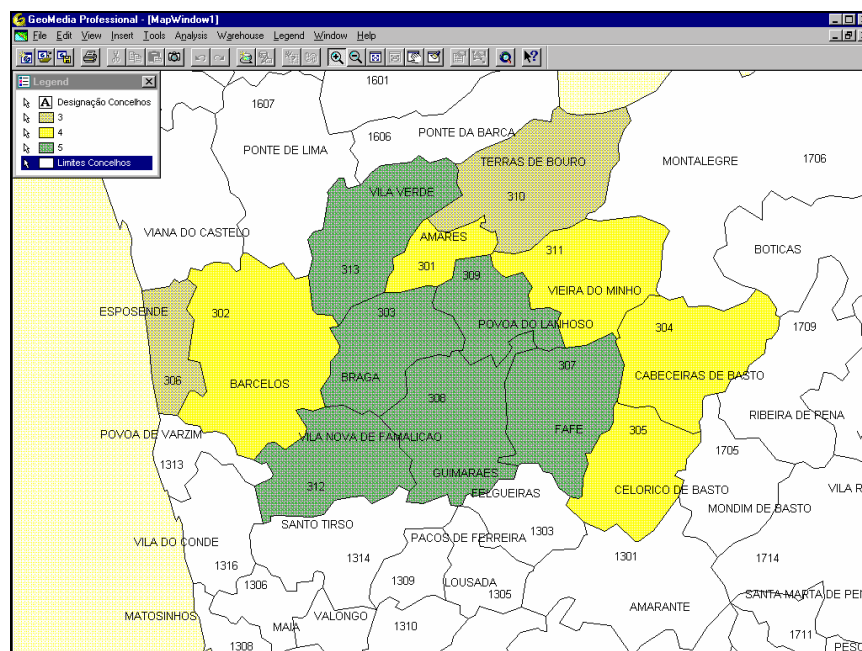 GeoMedia Professional - [MapWindow1]
File Edit View Insert Tools Analysis Warehouse Legend Window Help
Legend
A Designação Concelhos
3
4
5
Limites Concelhos
1601
1607
1606
PONTE DA BARCA
PONTE DE LIMA
TERRAS DE BOURO
MONTALEGRE
1706
VILA VERDE
310
VIANA DO CASTELO
AMARES
311
BOTICAS
313
301
309
VIEIRA DO MINHO
ESPOSENDE
302
303
POVOA DO LANHOSO
304
1709
306
BARCELOS
BRAGA
307
CABECEIRAS DE BASTO
308
RIBEIRA DE PENA
POVOA DE VARZIM
VILA NOVA DE FAMALICAO
FAFE
305
1705
1313
312
GUIMARAES
FELGUEIRAS
CELORICO DE BASTO
VILA R
MONDIM DE BASTO
SANTO TIRSO
VILA DO CONDE
PACOS DE FERREIRA
1303
1316
1314
1301
1714
1306
1309
LOUSADA
1305
SANTA MARTA DE PEN
MATOSINHOS
MAIA
VALONGO
AMARANTE
1308
1310
1711
PESO